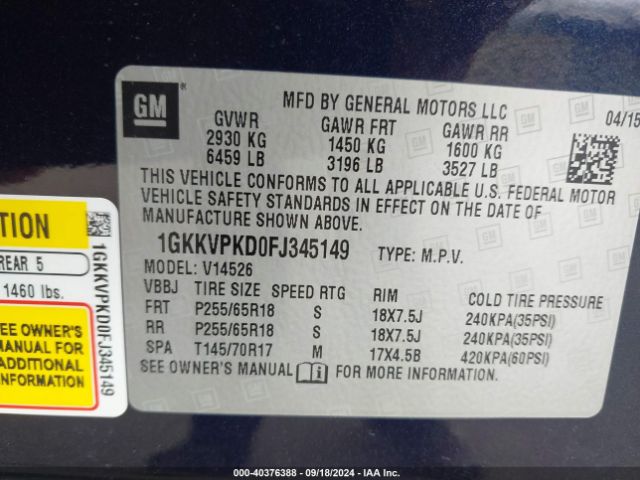 GM
MFD BY GENERAL MOTORS LLC
04/15
GVWR GAWR FRT GAWR RR
2930 KG 1450 KG 1600 KG
6459 LB 3196 LB 3527 LB
THIS VEHICLE CONFORMS TO ALL APPLICABLE U.S. FEDERAL MOTOR
VEHICLE SAFETY STANDARDS IN EFFECT ON THE DATE OF
MANUFACTURE SHOWN ABOVE.
1GKKVPKD0FJ345149 TYPE: M.P.V.
MODEL: V14526
VBBJ TIRE SIZE SPEED RTG RIM COLD TIRE PRESSURE
FRT P255/65R18 S 18X7.5J 240KPA(35PSI)
RR P255/65R18 S 18X7.5J 240KPA(35PSI)
SPA T145/70R17 M 17X4.5B 420KPA(60PSI)
SEE OWNER'S MANUAL i FOR MORE INFORMATION.
REAR 5
1460 lbs.
SEE OWNER'S
MANUAL FOR
ADDITIONAL
INFORMATION
1GKKVPKD0FJ345149
©2024 - 40376388 - 09/18/2024 - IAA Inc.